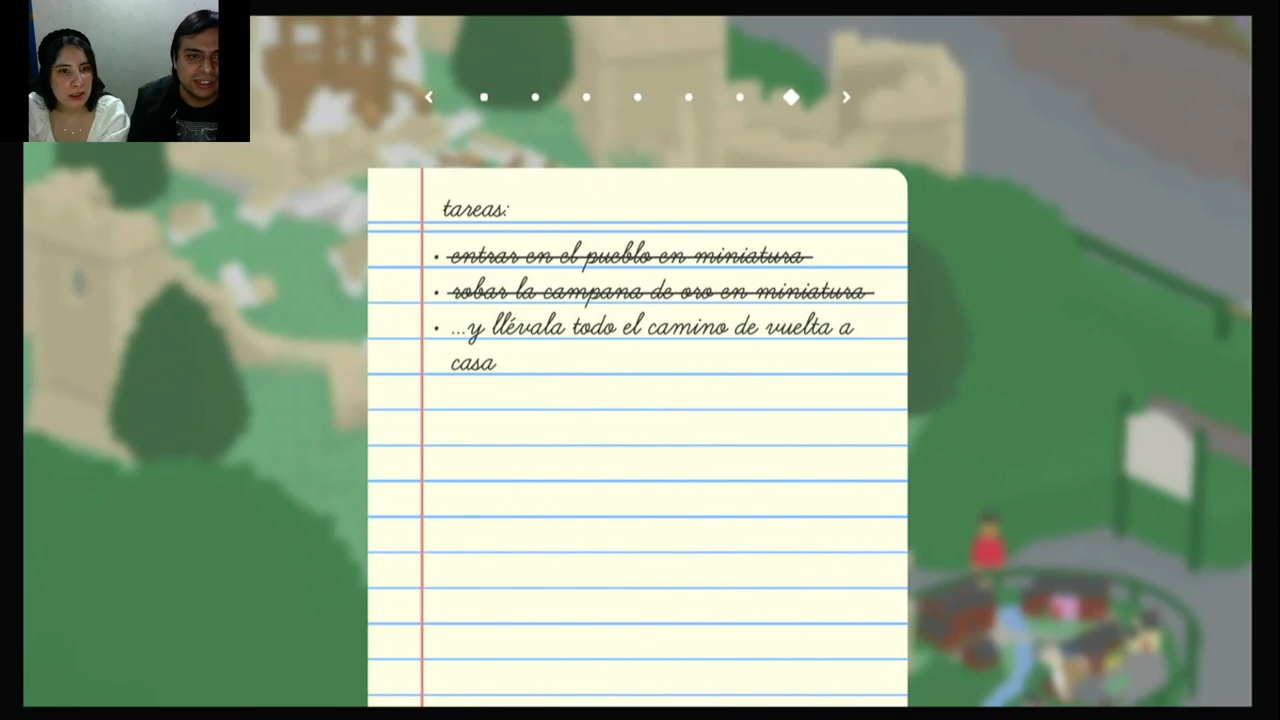 tareas:
• entrar en el pueblo en miniatura
• robar la campana de oro en miniatura
• ...y llévala todo el camino de vuelta a
casa